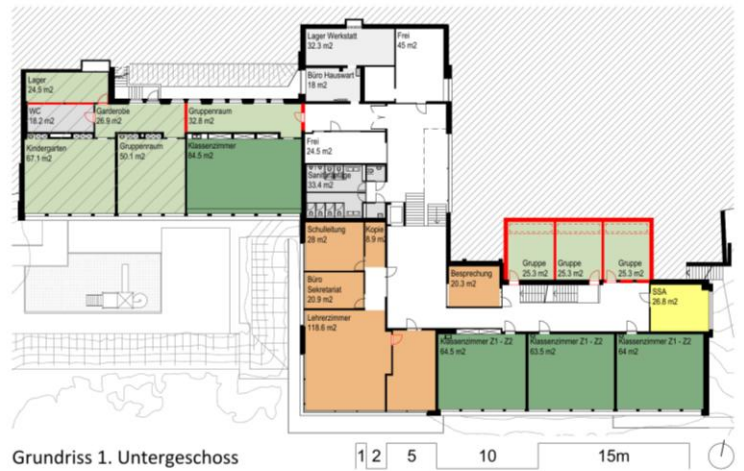 Lager Werkstatt
32.3 m2
Frei
45 m2
Büro Hauswart
18 m2
Lager
24.5 m2
WC
18.2 m2
Garderobe
26.9 m2
Gruppenraum
32.8 m2
Kindergarten
67.1 m2
Gruppenraum
50.1 m2
Klassenzimmer
64.5 m2
Frei
24.5 m2
Sanitäranlage
33.4 m2
Schulleitung
28 m2
Kopie
8.9 m2
Büro
Sekretariat
20.9 m2
Lehrerzimmer
118.6 m2
Besprechung
20.3 m2
Gruppe
25.3 m2
Gruppe
25.3 m2
Gruppe
25.3 m2
SSA
26.8 m2
Klassenzimmer Z1 - Z2
64.5 m2
Klassenzimmer Z1 - Z2
63.5 m2
Klassenzimmer Z1 - Z2
64 m2
Grundriss 1. Untergeschoss
1 2 5 10 15m